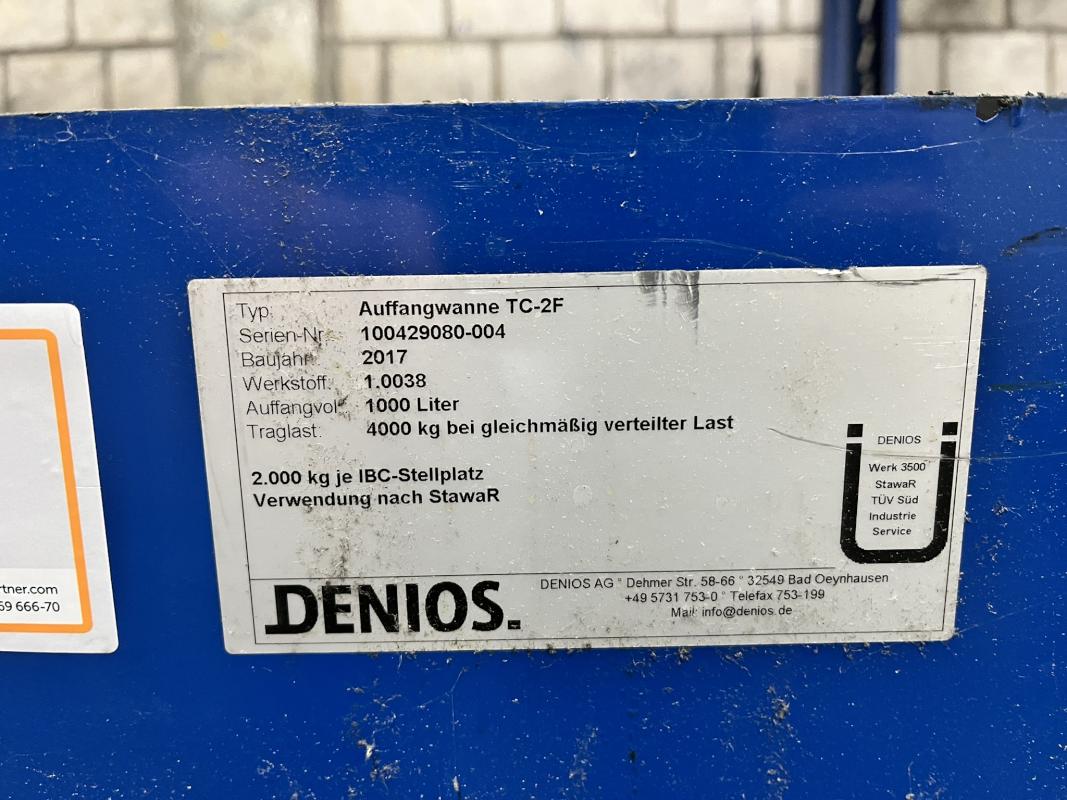 Typ: Auffangwanne TC-2F
Serien-Nr.: 100429080-004
Baujahr: 2017
Werkstoff: 1.0038
Auffangvol.: 1000 Liter
Traglast: 4000 kg bei gleichmäßig verteilter Last
2.000 kg je IBC-Stellplatz
Verwendung nach StawaR
DENIOS
Werk 3500
StawaR
TÜV Süd
Industrie
Service
DENIOS.
DENIOS AG * Dehmer Str. 58-66 * 32549 Bad Oeynhausen
+49 5731 753-0 * Telefax 753-199
Mail: info@denios.de
rtner.com
69 666-70